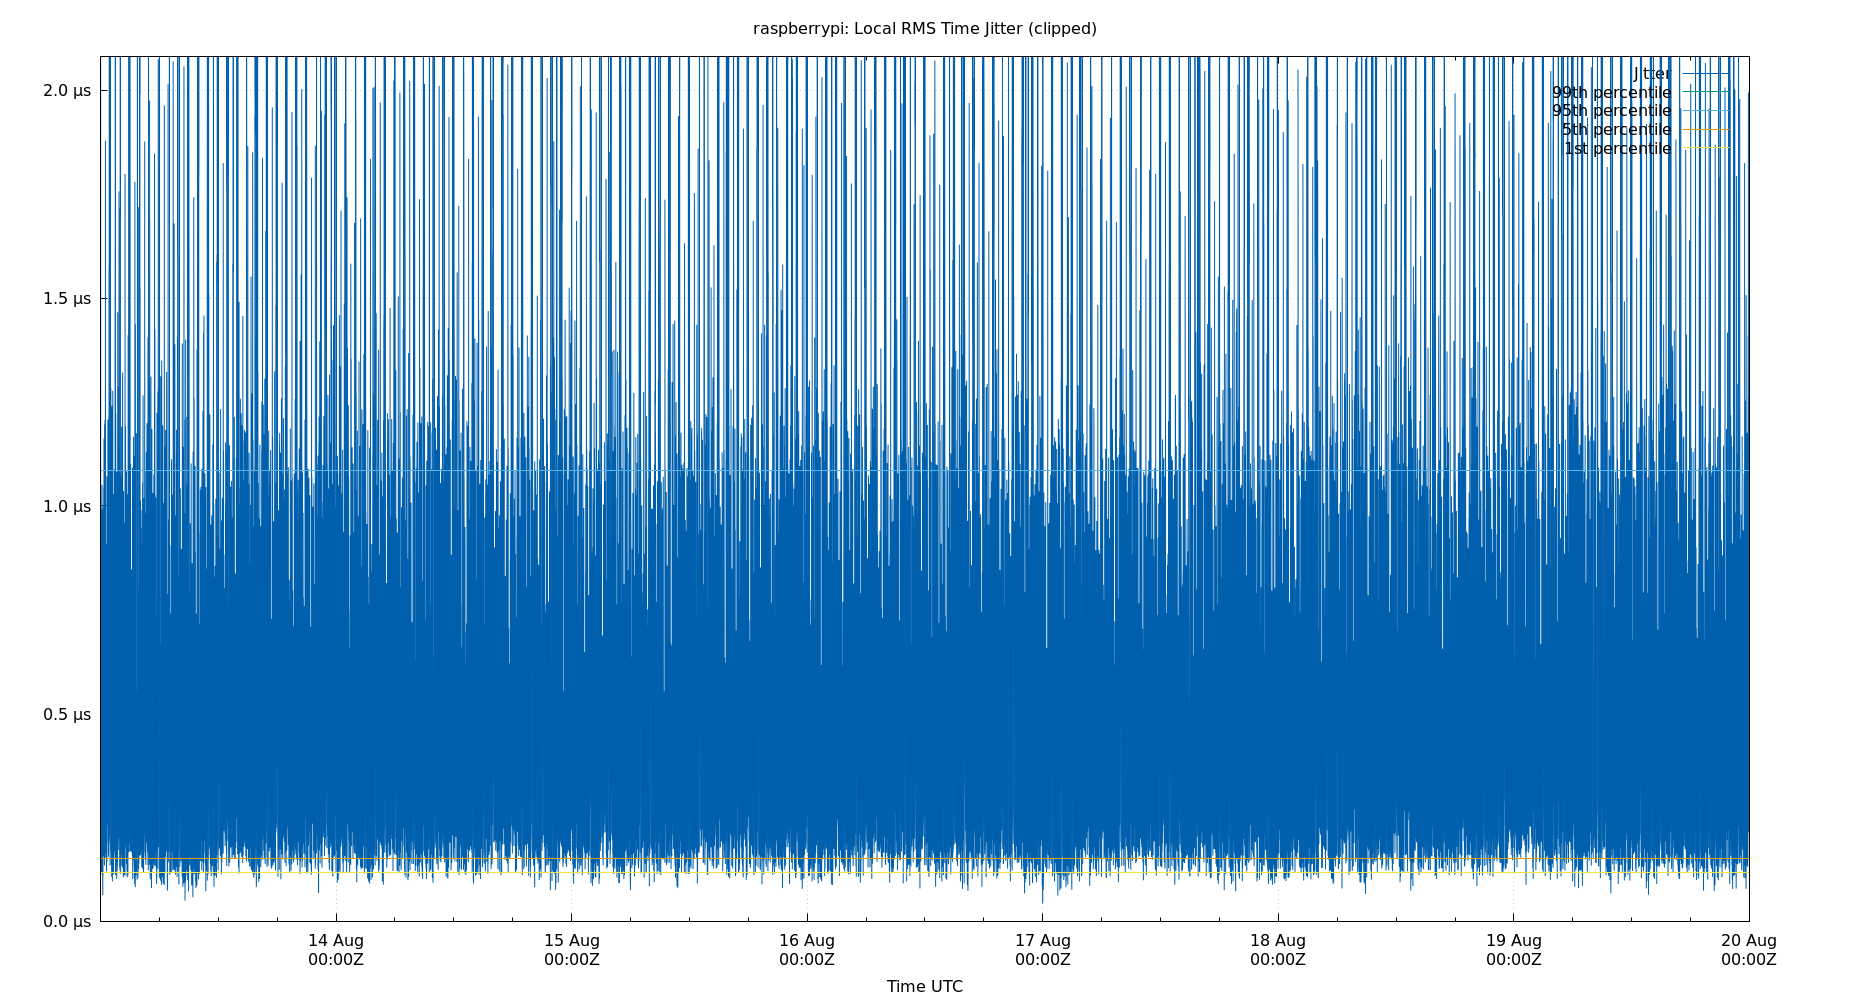 raspberrypi: Local RMS Time Jitter (clipped)
2.0 µs
1.5 µs
1.0 µs
0.5 µs
0.0 µs
Jitter
99th percentile
95th percentile
5th percentile
1st percentile
14 Aug 15 Aug 16 Aug 17 Aug 18 Aug 19 Aug 20 Aug
00:00Z 00:00Z 00:00Z 00:00Z 00:00Z 00:00Z 00:00Z
Time UTC